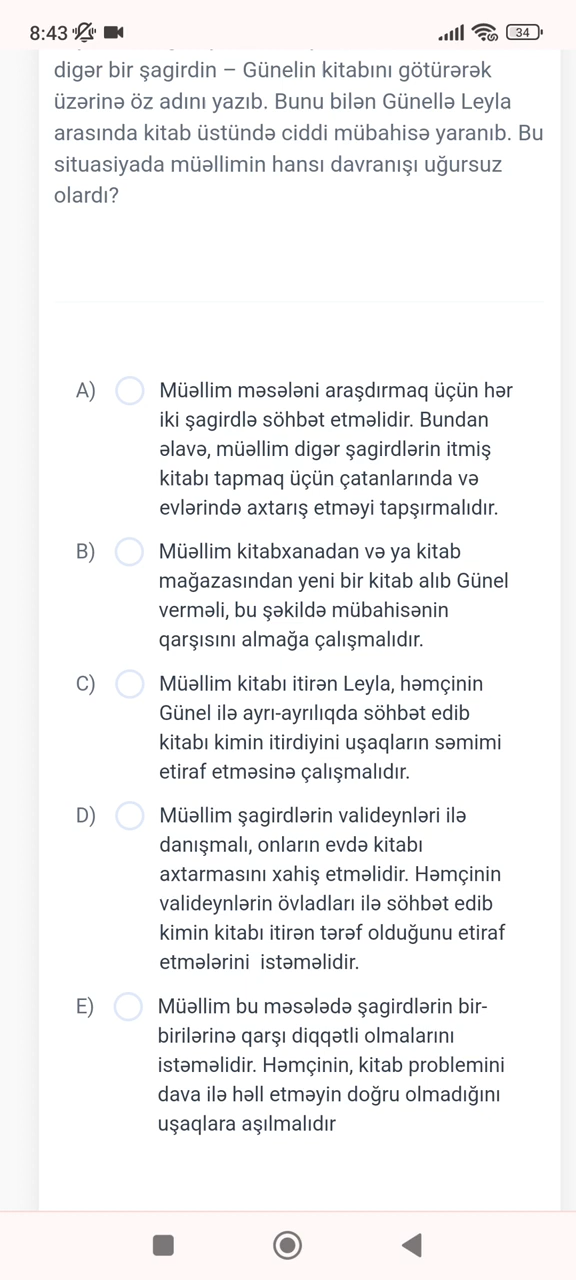 8:43
34
digər bir şagirdin – Günelin kitabını götürərək
üzərinə öz adını yazıb. Bunu bilən Günellə Leyla
arasında kitab üstündə ciddi mübahisə yaranıb. Bu
situasiyada müəllimin hansı davranışı uğursuz
olardı?
A) Müəllim məsələni araşdırmaq üçün hər
iki şagirdlə söhbət etməlidir. Bundan
əlavə, müəllim digər şagirdlərin itmiş
kitabı tapmaq üçün çatanlarında və
evlərində axtarış etməyi tapşırmalıdır.
B) Müəllim kitabxanadan və ya kitab
mağazasından yeni bir kitab alıb Günel
verməli, bu şəkildə mübahisənin
qarşısını almağa çalışmalıdır.
C) Müəllim kitabı itirən Leyla, həmçinin
Günel ilə ayrı-ayrılıqda söhbət edib
kitabı kimin itirdiyini uşaqların səmimi
etiraf etməsinə çalışmalıdır.
D) Müəllim şagirdlərin valideynləri ilə
danışmalı, onların evdə kitabı
axtarmasını xahiş etməlidir. Həmçinin
valideynlərin övladları ilə söhbət edib
kimin kitabı itirən tərəf olduğunu etiraf
etmələrini istəməlidir.
E) Müəllim bu məsələdə şagirdlərin bir-
birilərinə qarşı diqqətli olmalarını
istəməlidir. Həmçinin, kitab problemini
dava ilə həll etməyin doğru olmadığını
uşaqlara aşılmalıdır